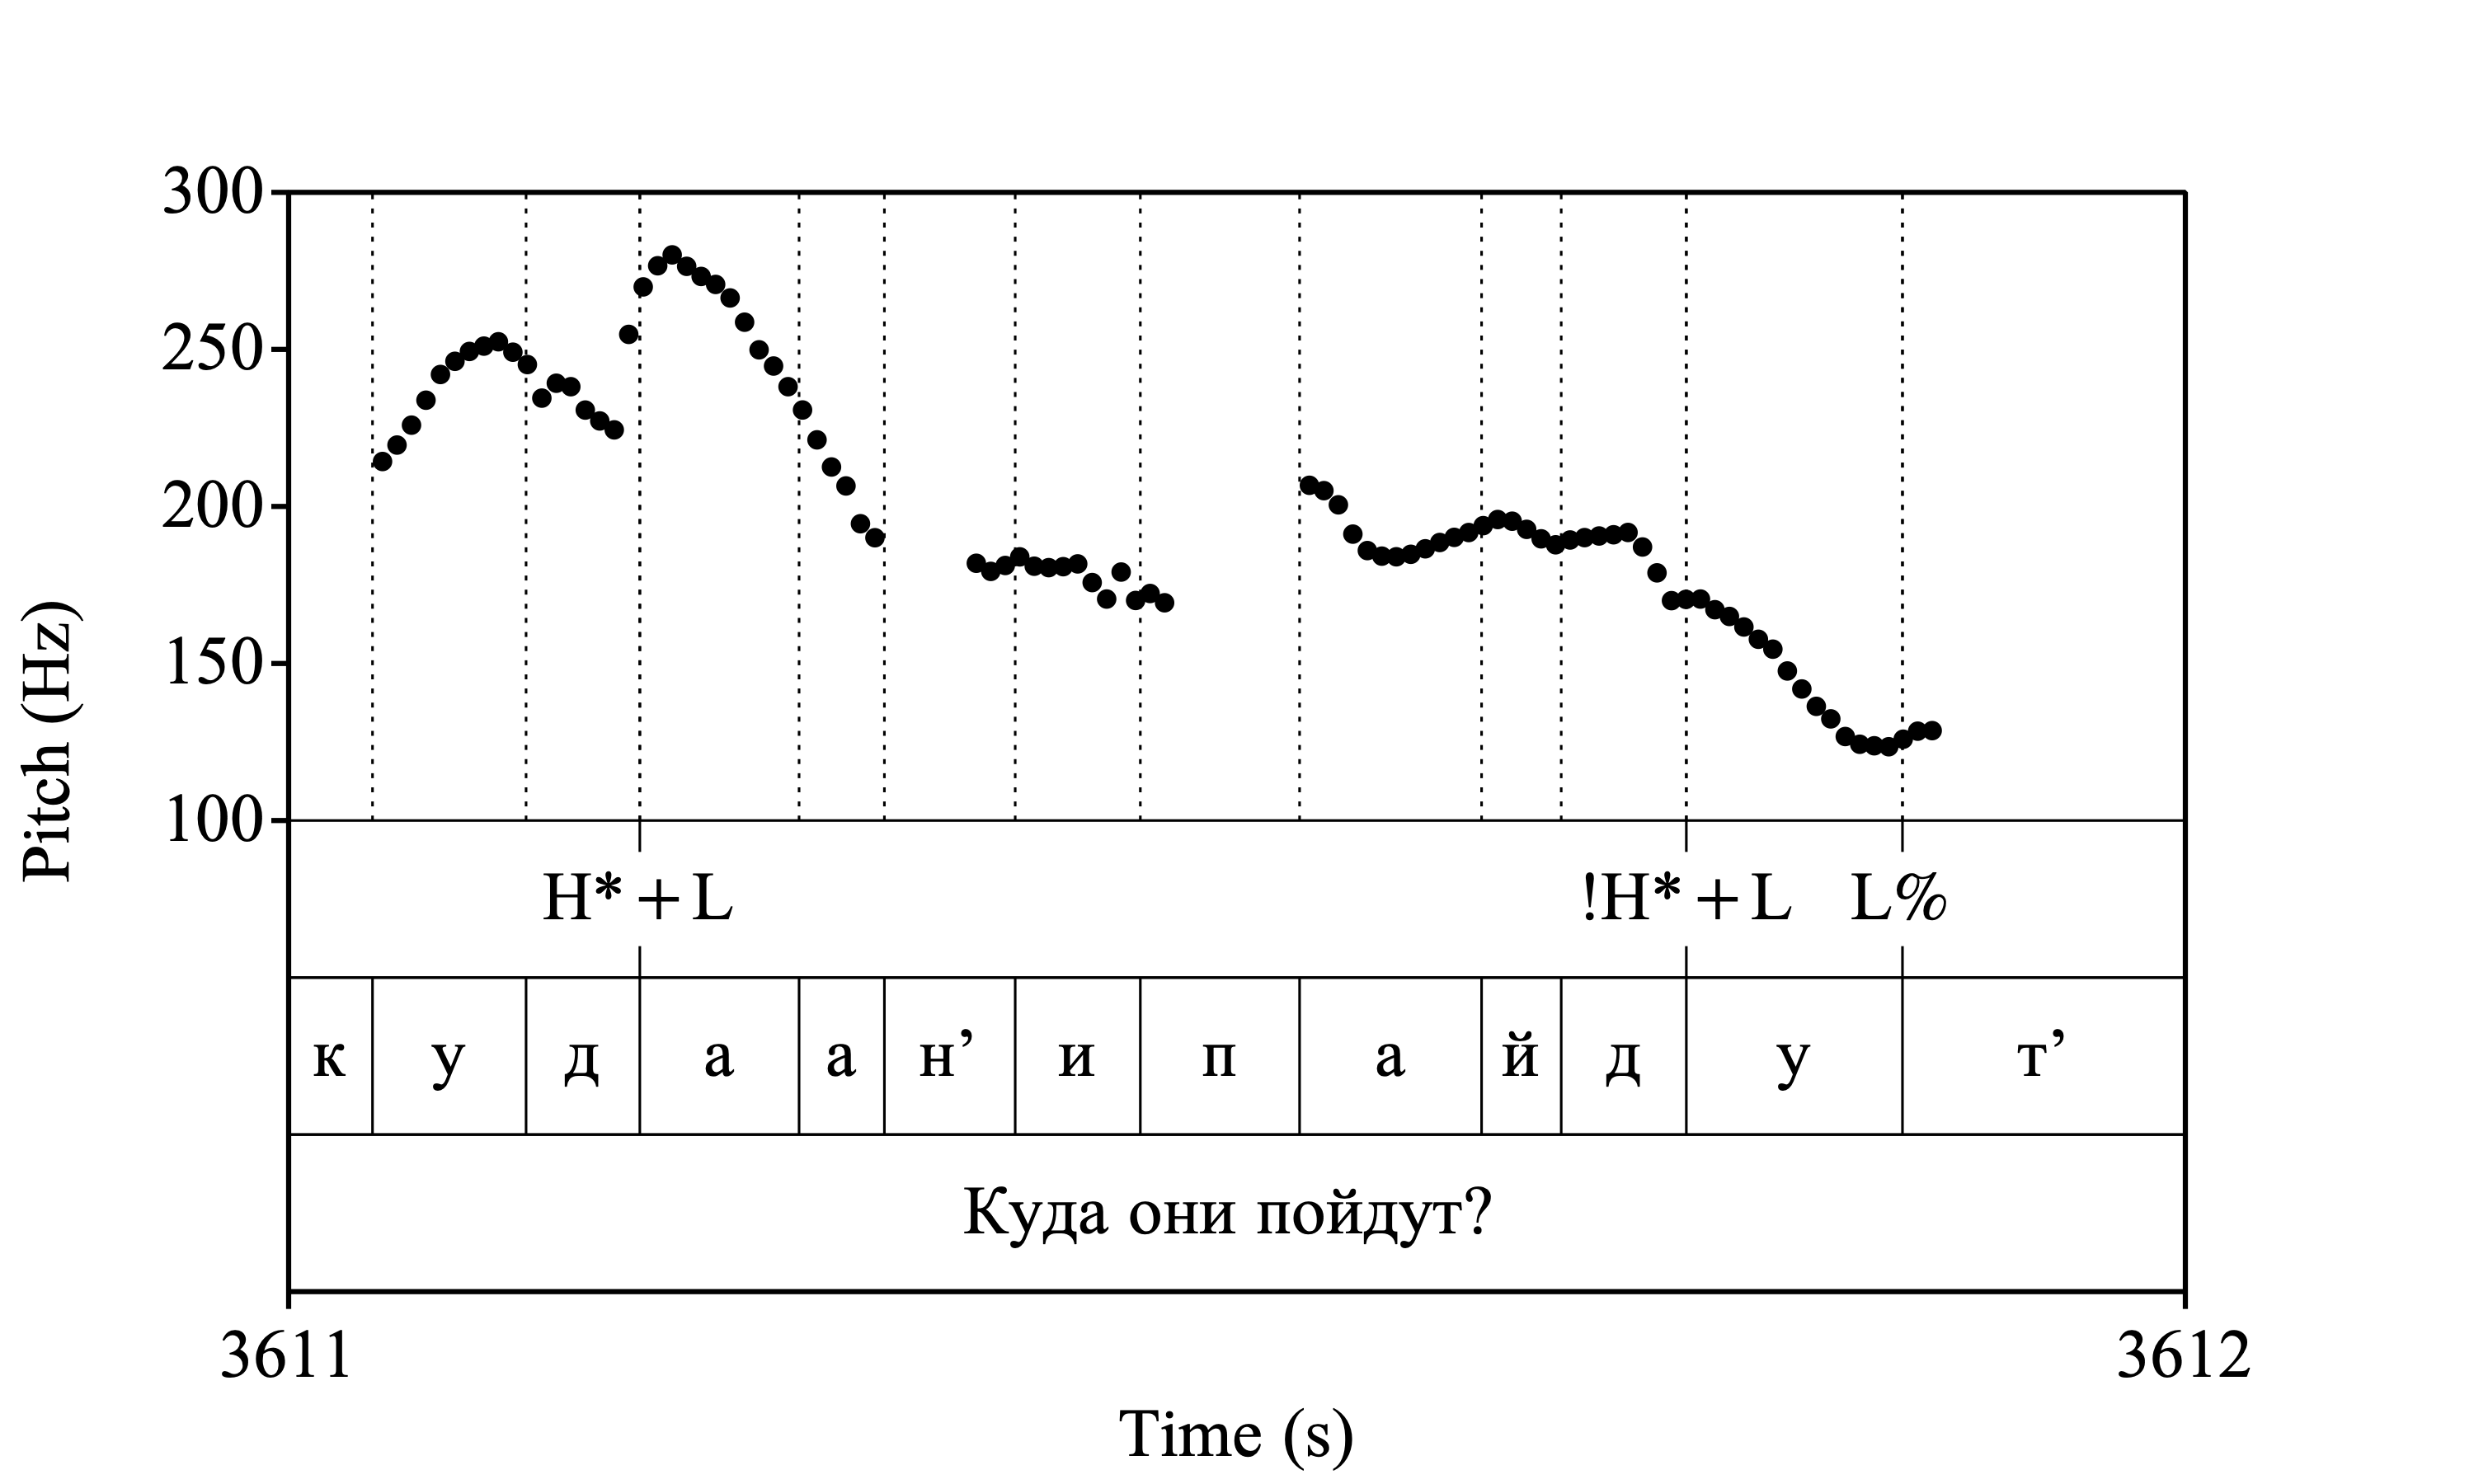 300
250
200
150
100
Pitch (Hz)
H*+L !H*+L L%
к у д а а н’ и п а й д у т’
Куда они пойдут?
3611 3612
Time (s)